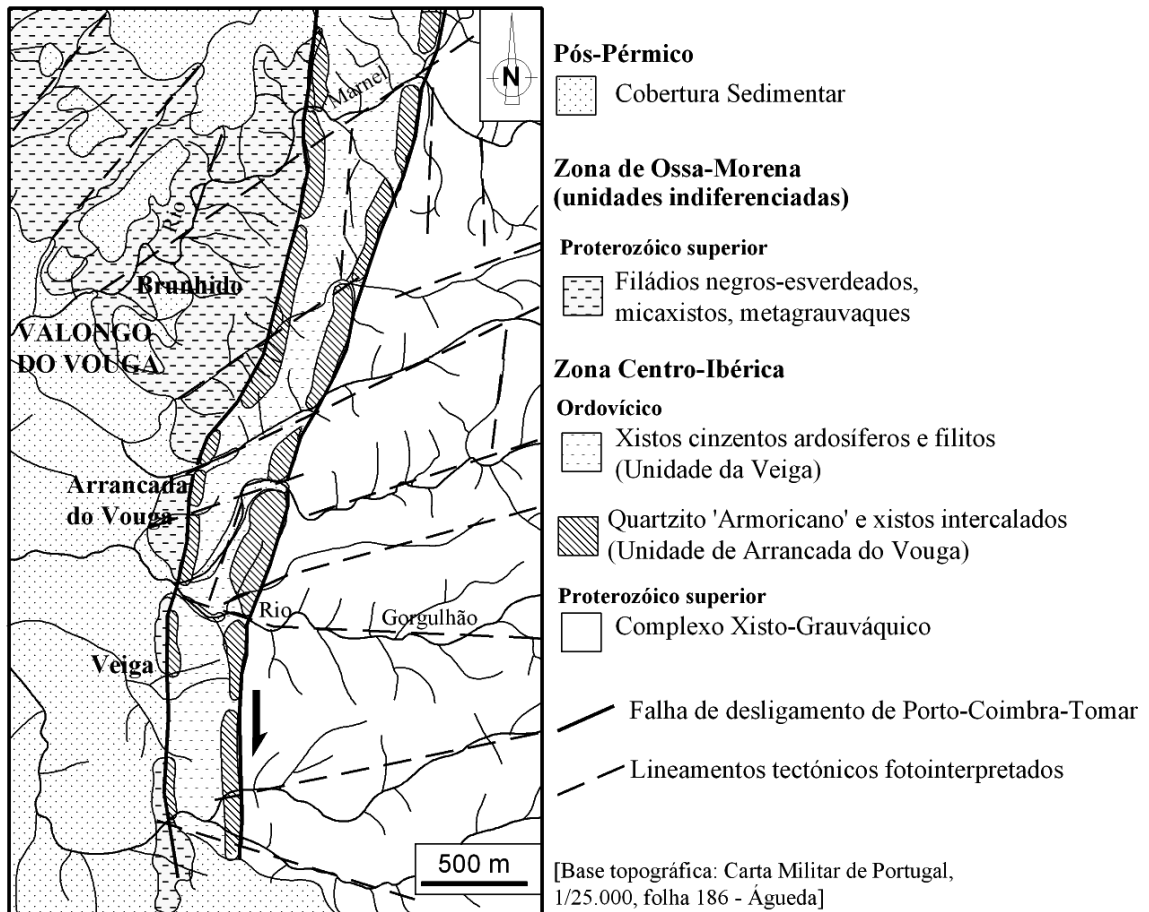 Marnel
N
Rio
Brunhido
VALONGO
DO VOUGA
Arrancada
do Vouga
Rio
Gorgulhão
Veiga
500 m
Pós-Pérmico
Cobertura Sedimentar
Zona de Ossa-Morena
(unidades indiferenciadas)
Proterozóico superior
Filádios negros-esverdeados,
micaxistos, metagrauvaques
Zona Centro-Ibérica
Ordovícico
Xistos cinzentos ardosíferos e filitos
(Unidade da Veiga)
Quartzito 'Armoricano' e xistos intercalados
(Unidade de Arrancada do Vouga)
Proterozóico superior
Complexo Xisto-Grauváquico
Falha de desligamento de Porto-Coimbra-Tomar
Lineamentos tectónicos fotointerpretados
[Base topográfica: Carta Militar de Portugal,
1/25.000, folha 186 - Águeda]